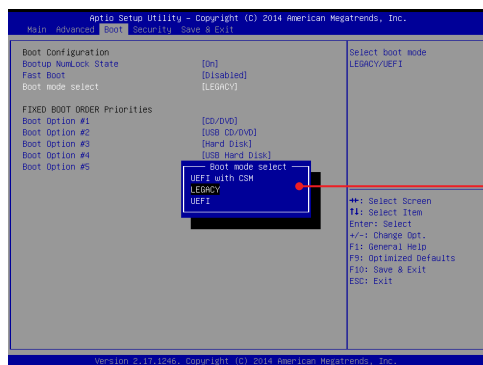 Aptio Setup Utility – Copyright (C) 2014 American Megatrends, Inc.
Main Advanced Boot Security Save & Exit
Boot Configuration
Bootup NumLock State [On]
Fast Boot [Disabled]
Boot mode select [LEGACY]
FIXED BOOT ORDER Priorities
Boot Option #1 [CD/DVD]
Boot Option #2 [USB CD/DVD]
Boot Option #3 [Hard Disk]
Boot Option #4 [USB Hard Disk]
Boot Option #5
Boot mode select
UEFI with CSM
LEGACY
UEFI
Select boot mode
LEGACY/UEFI
→←: Select Screen
↑↓: Select Item
Enter: Select
+/-: Change Opt.
F1: General Help
F9: Optimized Defaults
F10: Save & Exit
ESC: Exit
Version 2.17.1246. Copyright (C) 2014 American Megatrends, Inc.